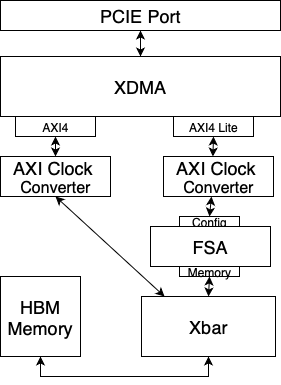 PCIE Port
XDMA
AXI4
AXI4 Lite
AXI Clock
Converter
AXI Clock
Converter
Config
FSA
Memory
HBM
Memory
Xbar